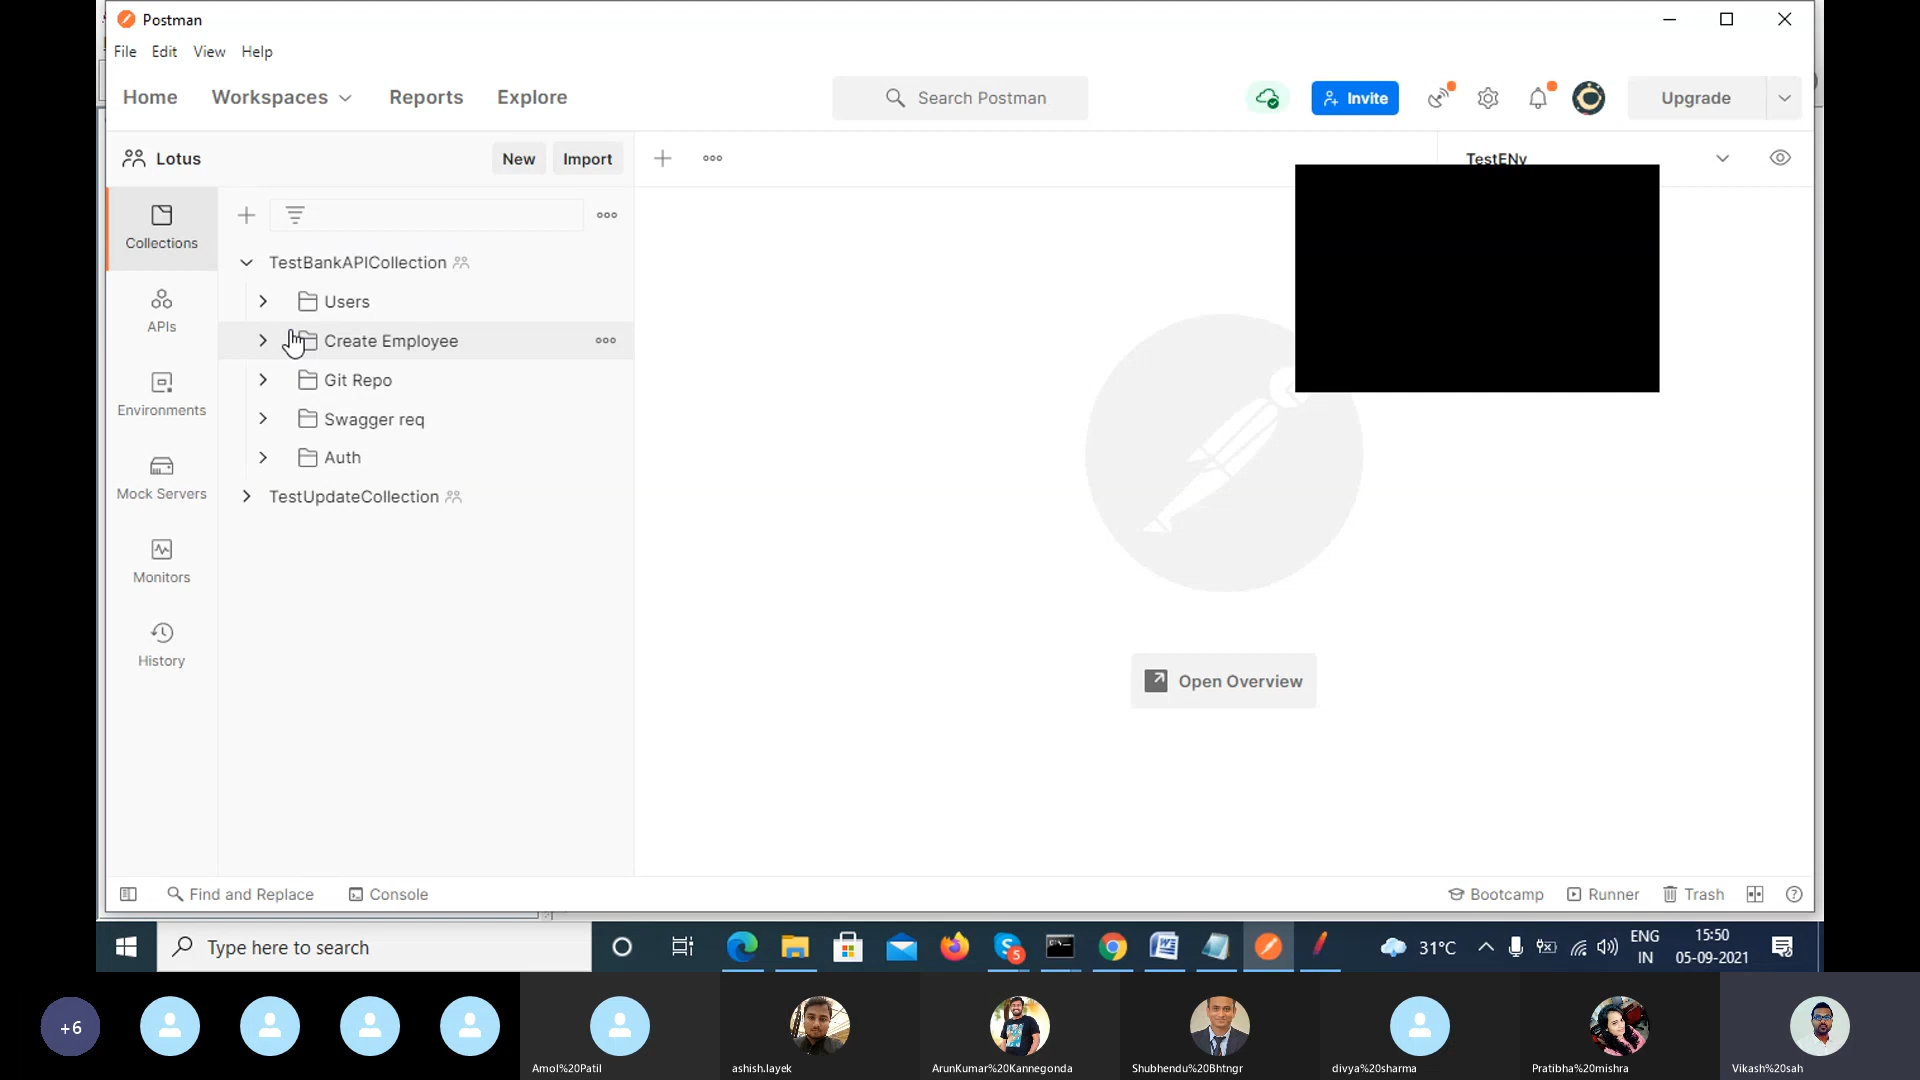 Postman
File Edit View Help
Home Workspaces Reports Explore Search Postman Invite Upgrade
Lotus New Import TestENv
Collections
APIs
Environments
Mock Servers
Monitors
History
TestBankAPICollection
Users
Create Employee
Git Repo
Swagger req
Auth
TestUpdateCollection
Open Overview
Find and Replace Console Bootcamp Runner Trash
Type here to search 5 31°C ENG IN 15:50 05-09-2021
+6
Amol%20Patil ashish.layek ArunKumar%20Kannegonda Shubhendu%20Bhtngr divya%20sharma Pratibha%20mishra Vikash%20sah